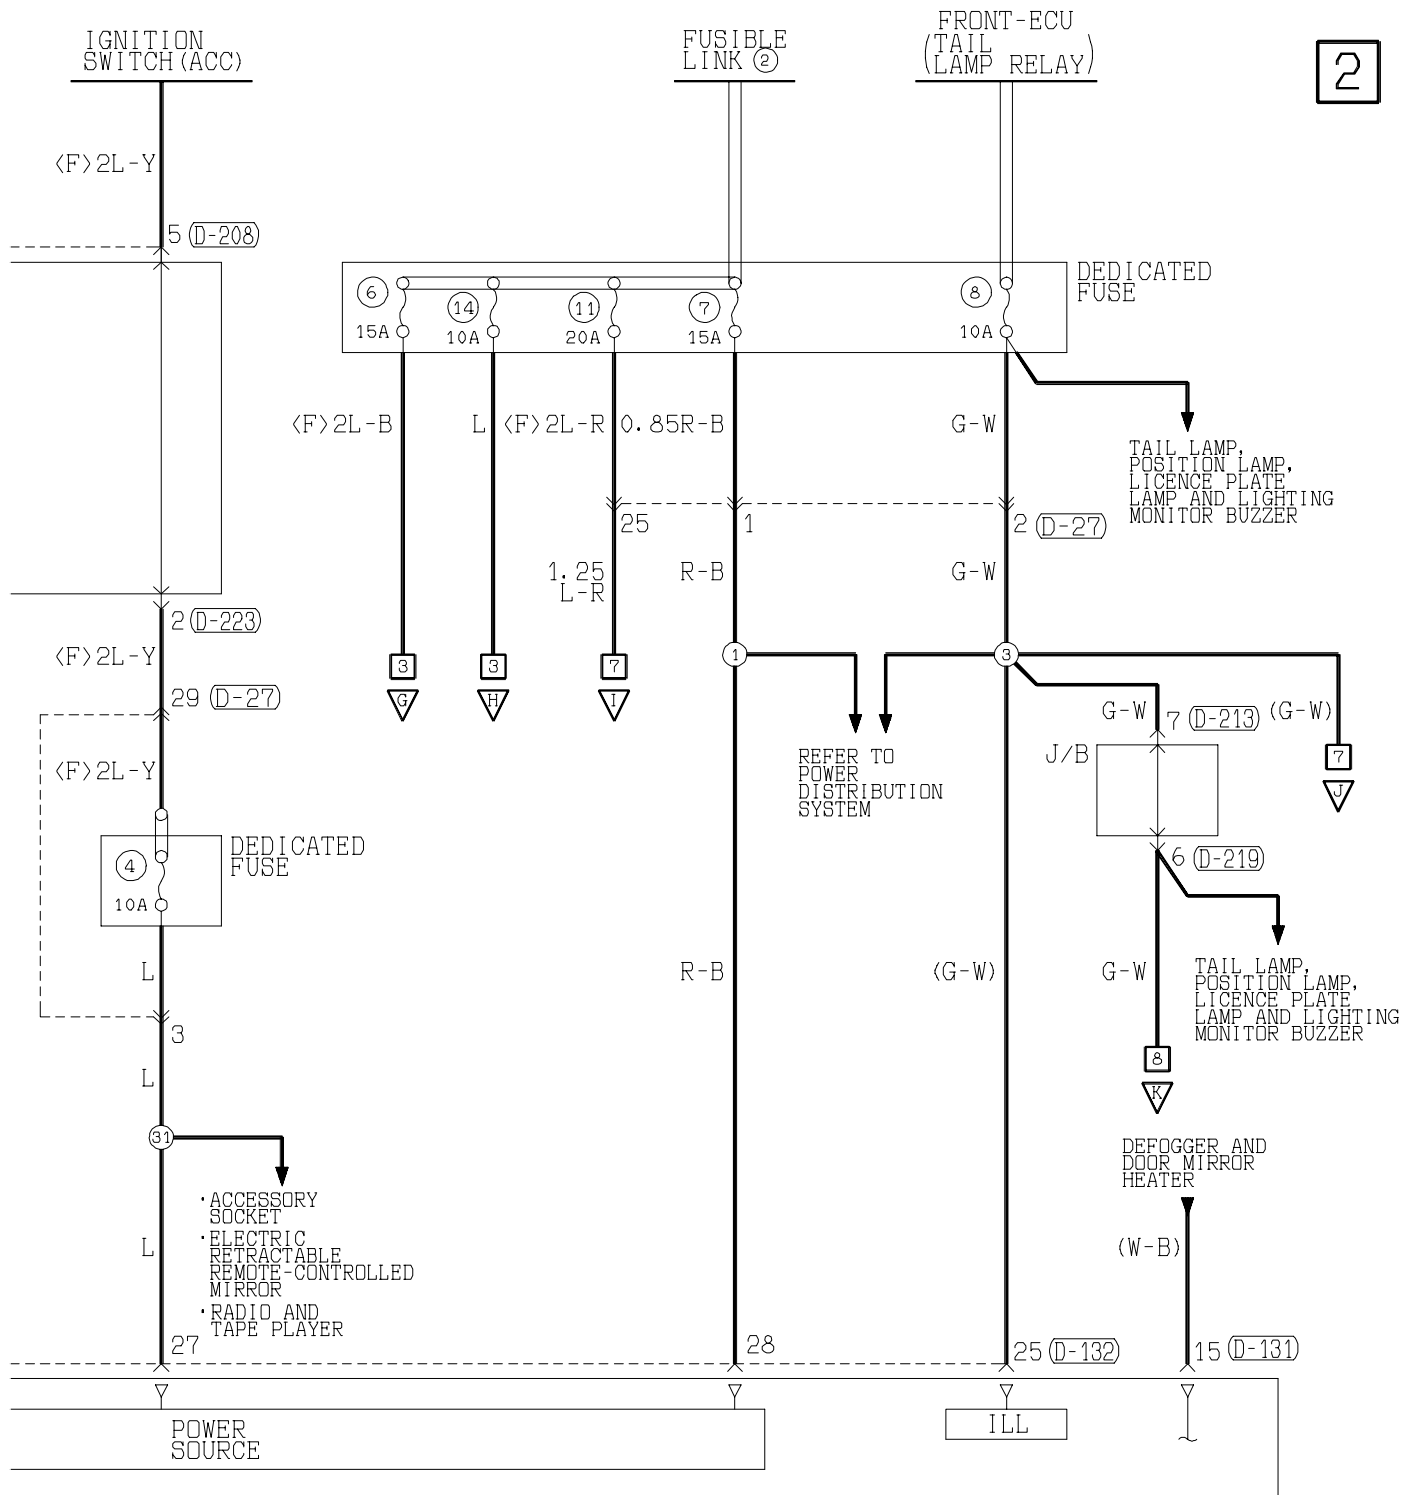 IGNITION
SWITCH(ACC)
FUSIBLE
LINK ②
FRONT-ECU
(TAIL
LAMP RELAY)
2
<F>2L-Y
5 (D-208)
DEDICATED
FUSE
6
14
11
7
8
15A
10A
20A
15A
10A
<F>2L-B
L
<F>2L-R
0.85R-B
G-W
TAIL LAMP,
POSITION LAMP,
LICENCE PLATE
LAMP AND LIGHTING
MONITOR BUZZER
25
1
2 (D-27)
1.25
L-R
R-B
G-W
2 (D-223)
<F>2L-Y
29 (D-27)
3
3
7
1
3
G
H
I
G-W
7 (D-213)
(G-W)
<F>2L-Y
REFER TO
POWER
DISTRIBUTION
SYSTEM
J/B
7
J
DEDICATED
FUSE
4
10A
6 (D-219)
L
R-B
(G-W)
G-W
TAIL LAMP,
POSITION LAMP,
LICENCE PLATE
LAMP AND LIGHTING
MONITOR BUZZER
3
L
8
K
31
DEFOGGER AND
DOOR MIRROR
HEATER
·ACCESSORY
SOCKET
·ELECTRIC
RETRACTABLE
REMOTE-CONTROLLED
MIRROR
·RADIO AND
TAPE PLAYER
L
(W-B)
27
28
25 (D-132)
15 (D-131)
POWER
SOURCE
ILL